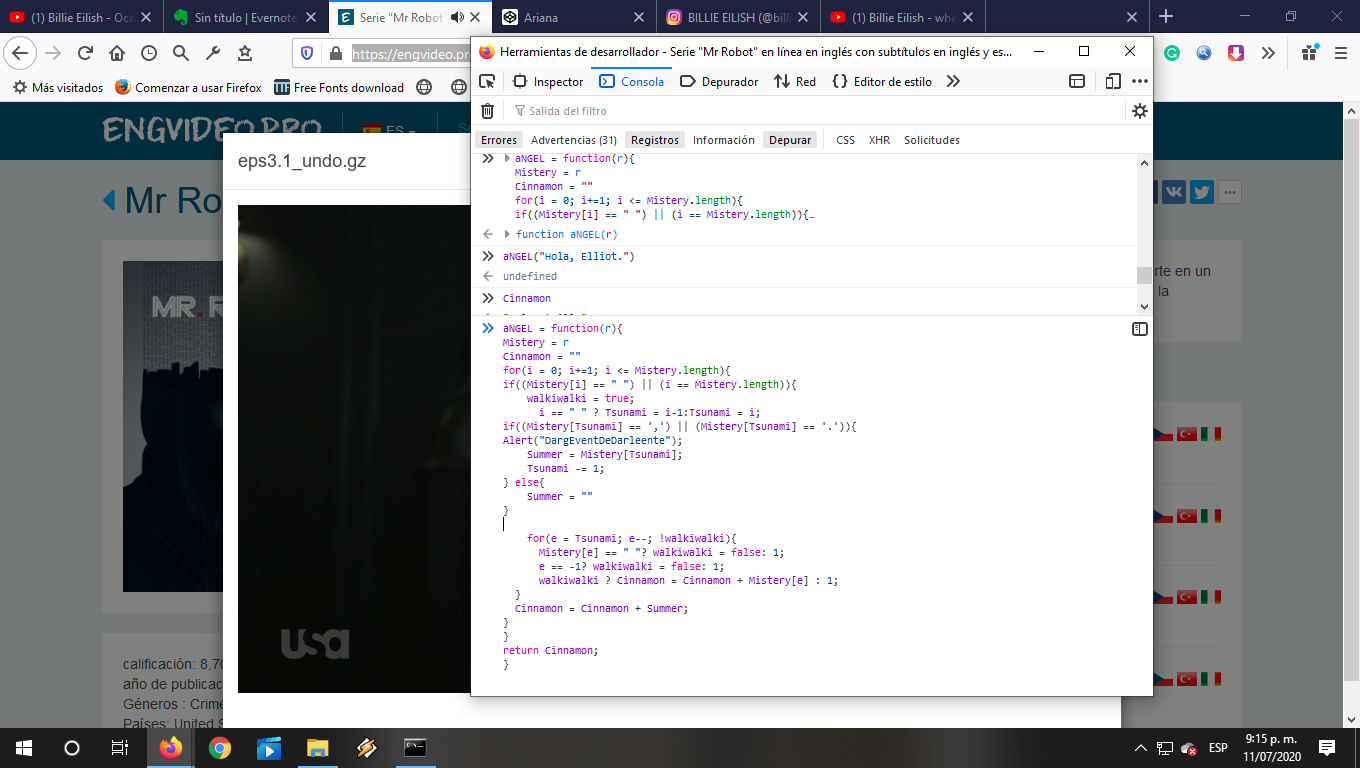 (1) Billie Eilish - Oce
Sin título | Evernote
Serie "Mr Robot"
Ariana
BILLIE EILISH (@billi
(1) Billie Eilish - whe
https://engvideo.pr
Más visitados
Comenzar a usar Firefox
Free Fonts download
ENGVIDEO.PRO
ES
eps3.1_undo.gz
Mr Ro
MR. R
usa
calificación: 8,70
año de publicac
Géneros : Crime
Países: United S
Herramientas de desarrollador - Serie "Mr Robot" en línea en inglés con subtítulos en inglés y es...
Inspector
Consola
Depurador
Red
Editor de estilo
Salida del filtro
Errores
Advertencias (31)
Registros
Información
Depurar
CSS
XHR
Solicitudes
aNGEL = function(r){
Mistery = r
Cinnamon = ""
for(i = 0; i+=1; i <= Mistery.length){
if((Mistery[i] == " ") || (i == Mistery.length)){…
function aNGEL(r)
aNGEL("Hola, Elliot.")
undefined
Cinnamon
aNGEL = function(r){
Mistery = r
Cinnamon = ""
for(i = 0; i+=1; i <= Mistery.length){
if((Mistery[i] == " ") || (i == Mistery.length)){
walkiwalki = true;
i == " " ? Tsunami = i-1:Tsunami = i;
if((Mistery[Tsunami] == ',') || (Mistery[Tsunami] == '.')){
Alert("DargEventDeDarleente");
Summer = Mistery[Tsunami];
Tsunami -= 1;
} else{
Summer = ""
}
for(e = Tsunami; e--; !walkiwalki){
Mistery[e] == " "? walkiwalki = false: 1;
e == -1? walkiwalki = false: 1;
walkiwalki ? Cinnamon = Cinnamon + Mistery[e] : 1;
}
Cinnamon = Cinnamon + Summer;
}
}
return Cinnamon;
}
rte en un
la
ESP
9:15 p. m.
11/07/2020